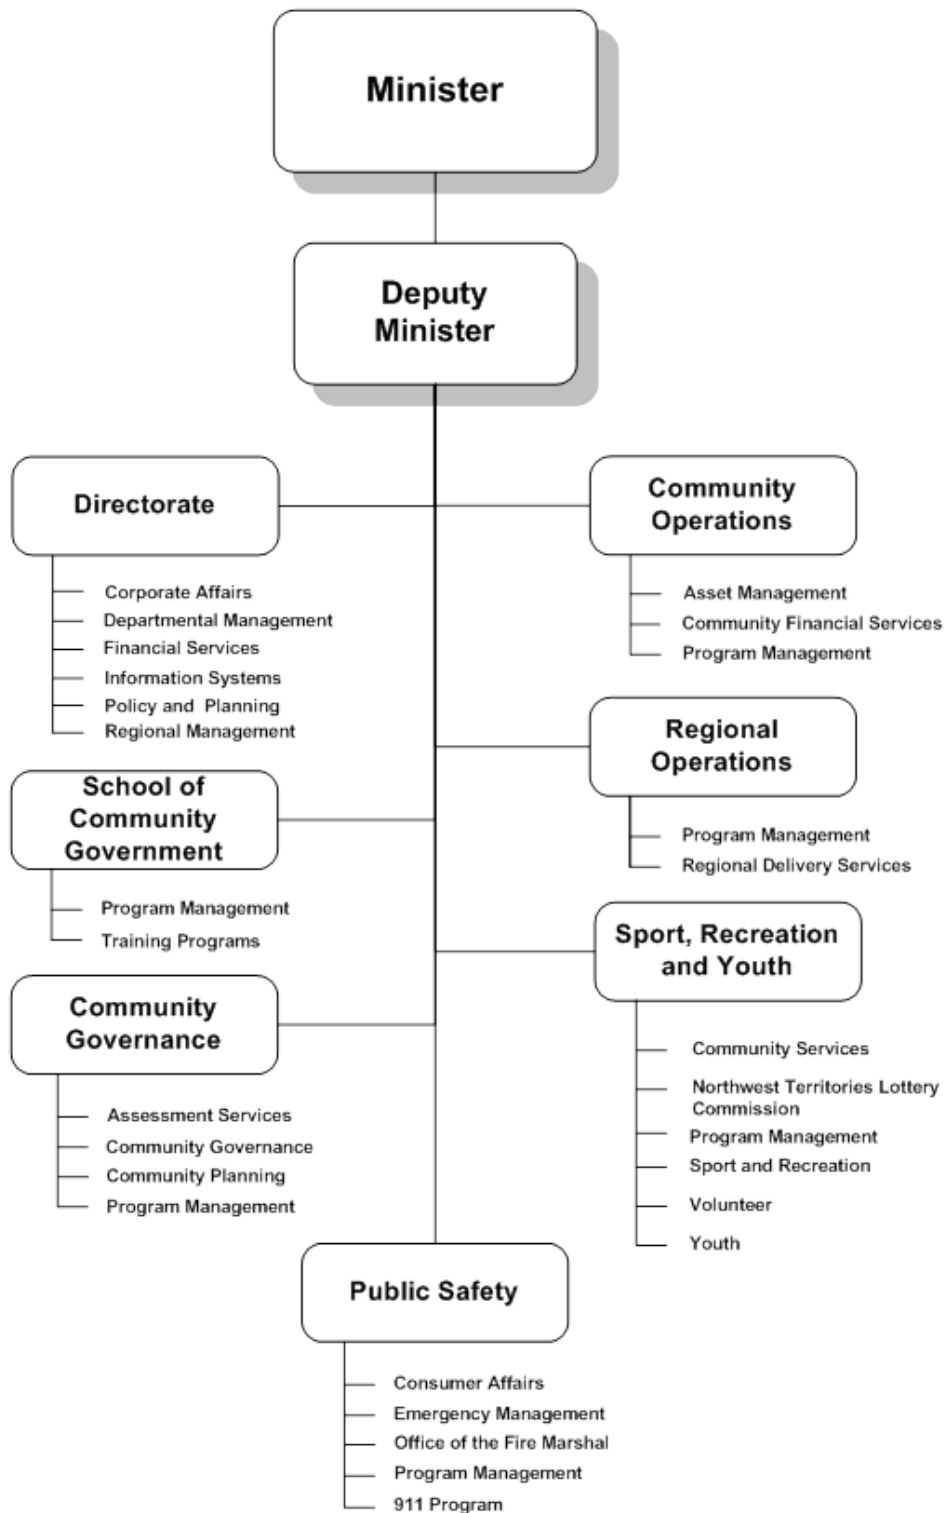 Minister
Deputy
Minister
Directorate
Corporate Affairs
Departmental Management
Financial Services
Information Systems
Policy and Planning
Regional Management
Community
Operations
Asset Management
Community Financial Services
Program Management
School of
Community
Government
Program Management
Training Programs
Regional
Operations
Program Management
Regional Delivery Services
Community
Governance
Assessment Services
Community Governance
Community Planning
Program Management
Sport, Recreation
and Youth
Community Services
Northwest Territories Lottery
Commission
Program Management
Sport and Recreation
Volunteer
Youth
Public Safety
Consumer Affairs
Emergency Management
Office of the Fire Marshal
Program Management
911 Program